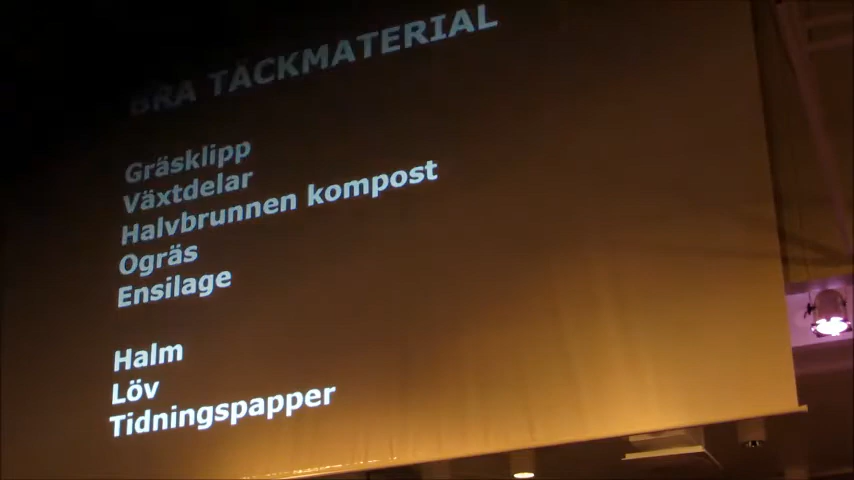 BRA TÄCKMATERIAL
Gräsklipp
Växtdelar
Halvbrunnen kompost
Ogräs
Ensilage
Halm
Löv
Tidningspapper